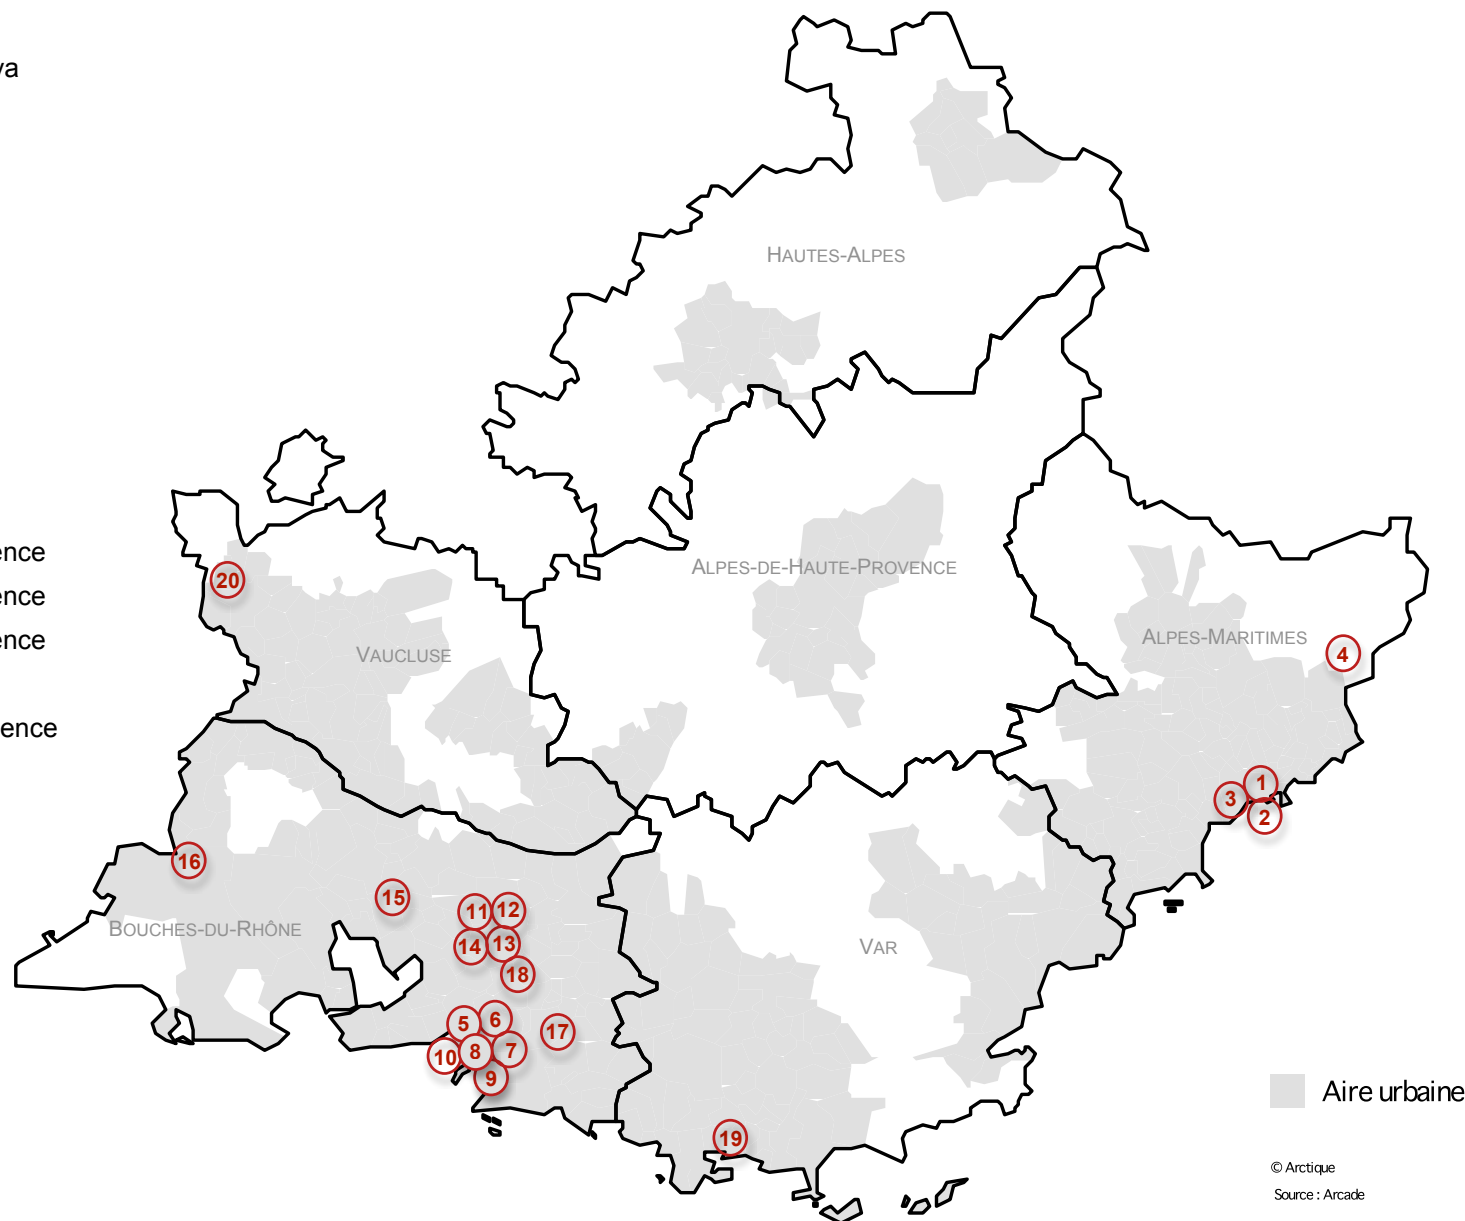 va
HAUTES-ALPES
ence
ALPES-DE-HAUTE-PROVENCE
20
ence
ALPES-MARITIMES
ence
VAUCLUSE
4
ence
1
3
2
16
15
11
12
BOUCHES-DU-RHÔNE
14
13
VAR
18
5
6
17
10
8
7
9
Aire urbaine
19
© Arctique
Source : Arcade